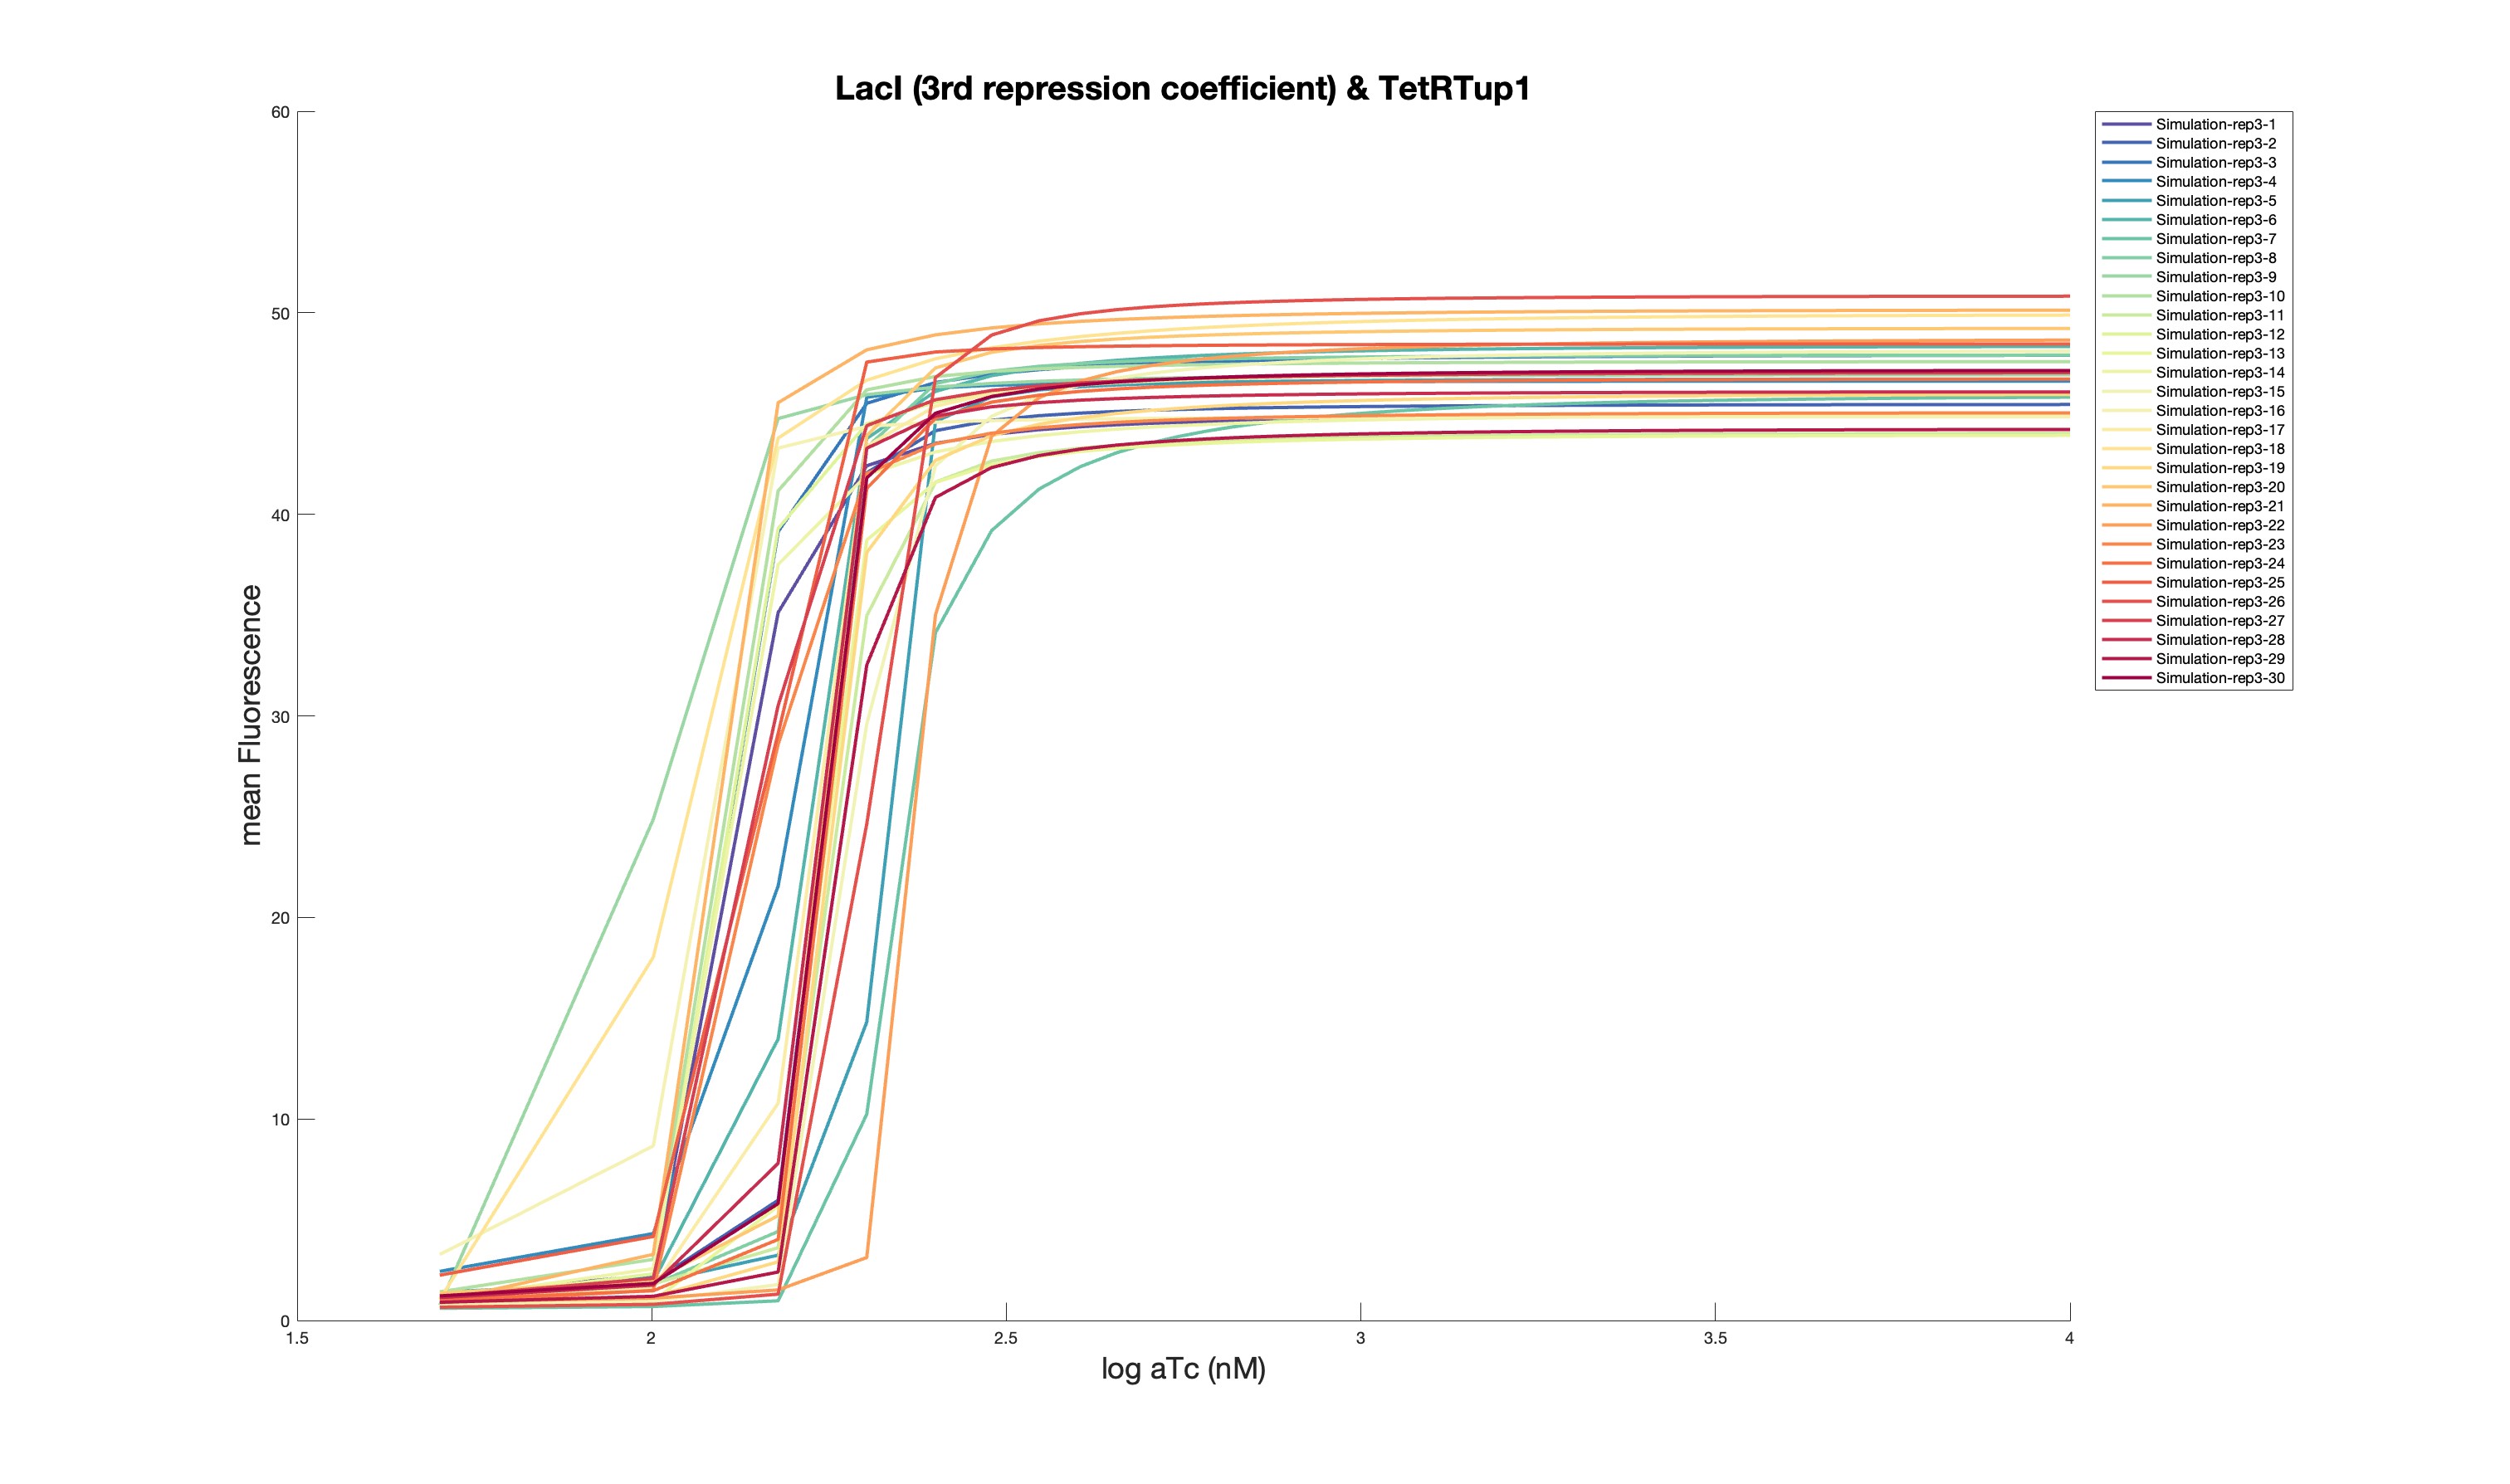 LacI (3rd repression coefficient) & TetRTup1
60
50
40
30
20
10
0
mean Fluorescence
1.5
2
2.5
3
3.5
4
log aTc (nM)
Simulation-rep3-1
Simulation-rep3-2
Simulation-rep3-3
Simulation-rep3-4
Simulation-rep3-5
Simulation-rep3-6
Simulation-rep3-7
Simulation-rep3-8
Simulation-rep3-9
Simulation-rep3-10
Simulation-rep3-11
Simulation-rep3-12
Simulation-rep3-13
Simulation-rep3-14
Simulation-rep3-15
Simulation-rep3-16
Simulation-rep3-17
Simulation-rep3-18
Simulation-rep3-19
Simulation-rep3-20
Simulation-rep3-21
Simulation-rep3-22
Simulation-rep3-23
Simulation-rep3-24
Simulation-rep3-25
Simulation-rep3-26
Simulation-rep3-27
Simulation-rep3-28
Simulation-rep3-29
Simulation-rep3-30